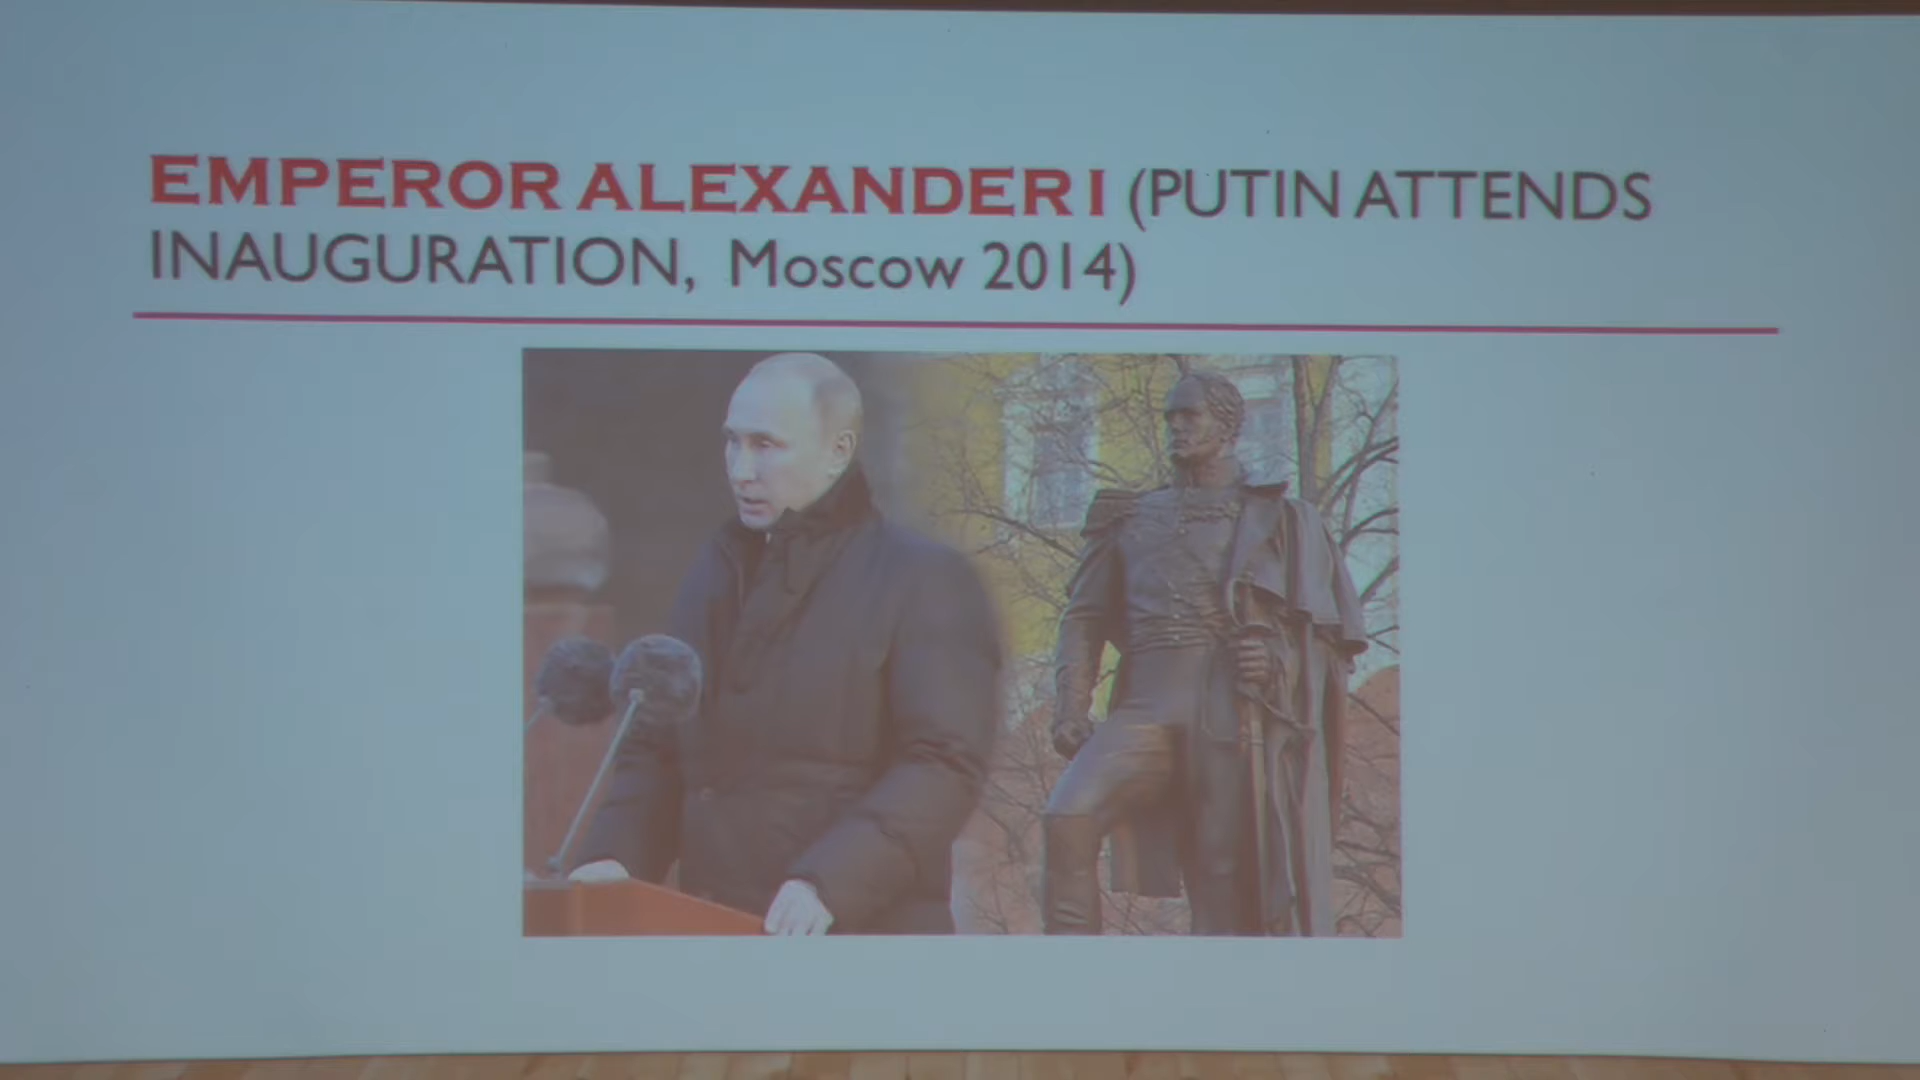 EMPEROR ALEXANDER I (PUTIN ATTENDS
INAUGURATION, Moscow 2014)